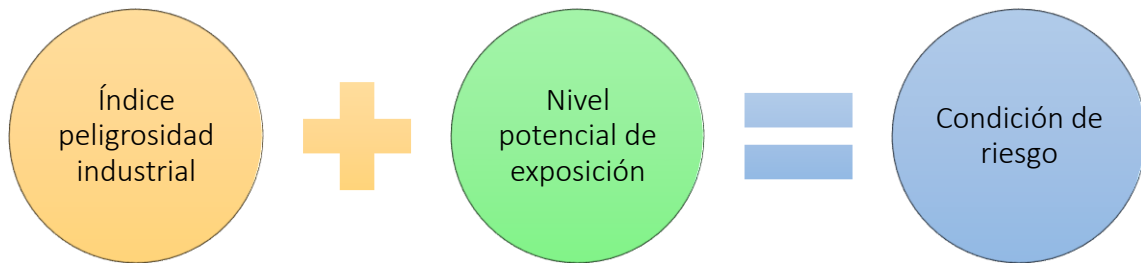 Índice
peligrosidad
industrial
Nivel
potencial de
exposición
Condición de
riesgo